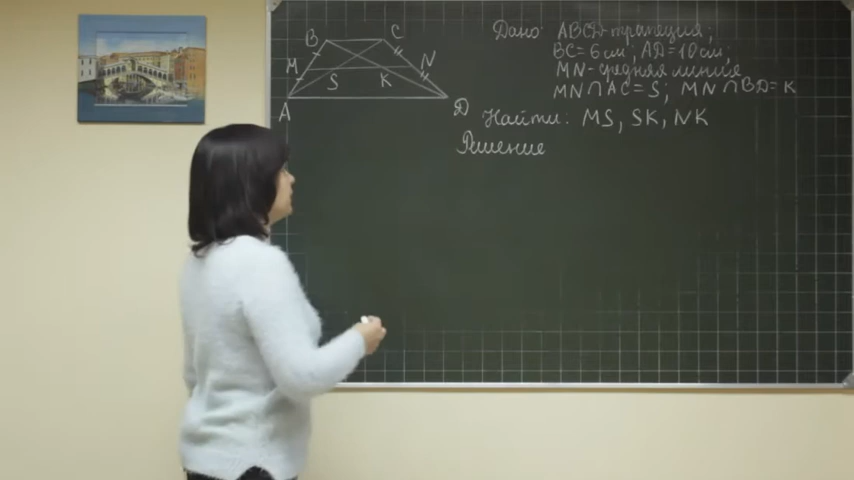 B C
M N
S K
A D
Дано: ABCD-трапеция;
BC=6см; AD=10см;
MN-средняя линия
MN∩AC=S; MN∩BD=K
Найти: MS, SK, NK
Решение